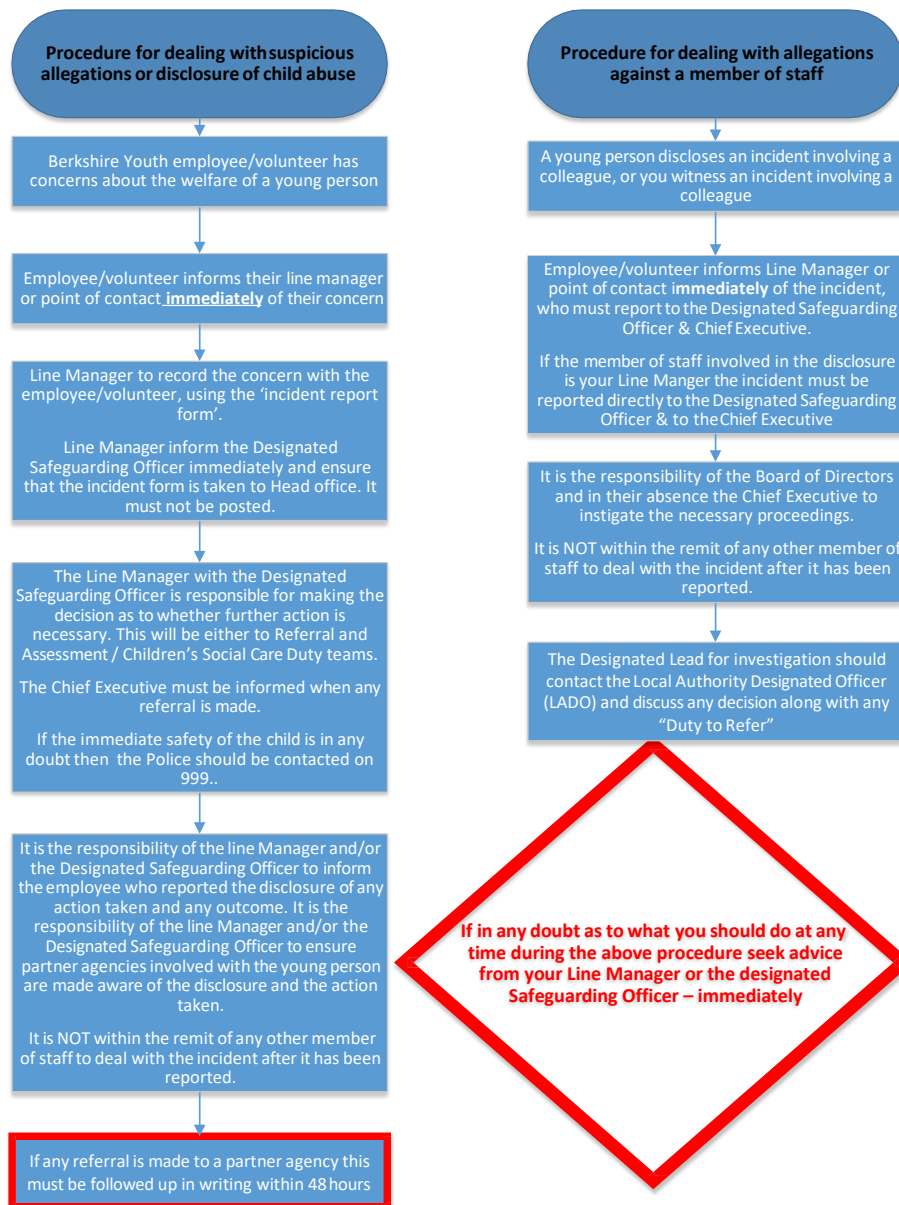 Procedure for dealing with suspicious
allegations or disclosure of child abuse
Berkshire Youth employee/volunteer has
concerns about the welfare of a young person
Employee/volunteer informs their line manager
or point of contact immediately of their concern
Line Manager to record the concern with the
employee/volunteer, using the ‘incident report
form’.
Line Manager inform the Designated
Safeguarding Officer immediately and ensure
that the incident form is taken to Head office. It
must not be posted.
The Line Manager with the Designated
Safeguarding Officer is responsible for making the
decision as to whether further action is
necessary. This will be either to Referral and
Assessment / Children’s Social Care Duty teams.
The Chief Executive must be informed when any
referral is made.
If the immediate safety of the child is in any
doubt then the Police should be contacted on
999..
It is the responsibility of the line Manager and/or
the Designated Safeguarding Officer to inform
the employee who reported the disclosure of any
action taken and any outcome. It is the
responsibility of the line Manager and/or the
Designated Safeguarding Officer to ensure
partner agencies involved with the young person
are made aware of the disclosure and the action
taken.
It is NOT within the remit of any other member
of staff to deal with the incident after it has been
reported.
If any referral is made to a partner agency this
must be followed up in writing within 48 hours
Procedure for dealing with allegations
against a member of staff
A young person discloses an incident involving a
colleague, or you witness an incident involving a
colleague
Employee/volunteer informs Line Manager or
point of contact immediately of the incident,
who must report to the Designated Safeguarding
Officer & Chief Executive.
If the member of staff involved in the disclosure
is your Line Manger the incident must be
reported directly to the Designated Safeguarding
Officer & to the Chief Executive
It is the responsibility of the Board of Directors
and in their absence the Chief Executive to
instigate the necessary proceedings.
It is NOT within the remit of any other member of
staff to deal with the incident after it has been
reported.
The Designated Lead for investigation should
contact the Local Authority Designated Officer
(LADO) and discuss any decision along with any
“Duty to Refer”
If in any doubt as to what you should do at any
time during the above procedure seek advice
from your Line Manager or the designated
Safeguarding Officer – immediately